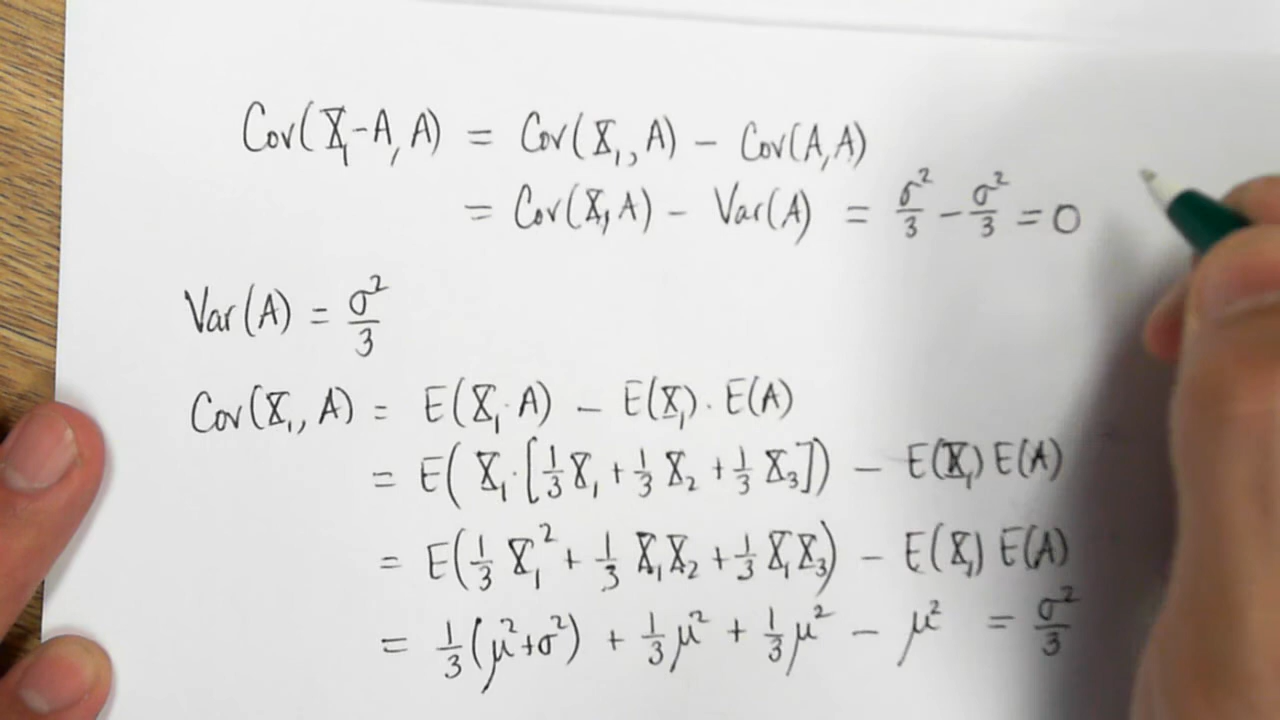 Cov(X₁-A, A) = Cov(X₁, A) - Cov(A,A)
= Cov(X₁, A) - Var(A) = σ²/3 - σ²/3 = 0
Var(A) = σ²/3
Cov(X₁, A) = E(X₁·A) - E(X₁)·E(A)
= E(X₁·[1/3 X₁ + 1/3 X₂ + 1/3 X₃]) - E(X₁) E(A)
= E(1/3 X₁² + 1/3 X₁X₂ + 1/3 X₁X₃) - E(X₁) E(A)
= 1/3(μ²+σ²) + 1/3 μ² + 1/3 μ² - μ² = σ²/3